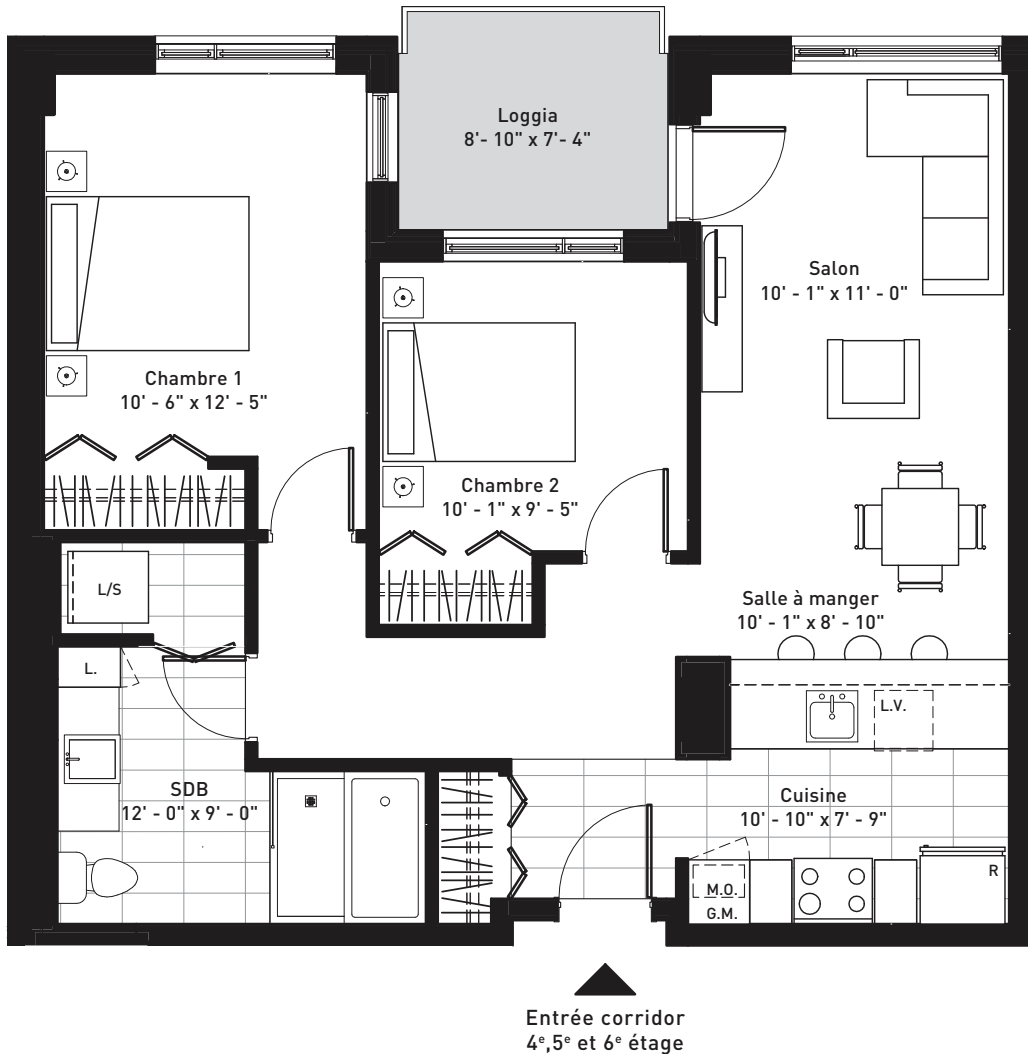 Loggia
8'- 10" x 7'- 4"
Salon
10' - 1" x 11' - 0"
Chambre 1
10' - 6" x 12' - 5"
Chambre 2
10' - 1" x 9' - 5"
L/S
Salle à manger
10' - 1" x 8' - 10"
L.
L.V.
SDB
12' - 0" x 9' - 0"
Cuisine
10' - 10" x 7' - 9"
R
M.O.
G.M.
Entrée corridor
4ᵉ,5ᵉ et 6ᵉ étage